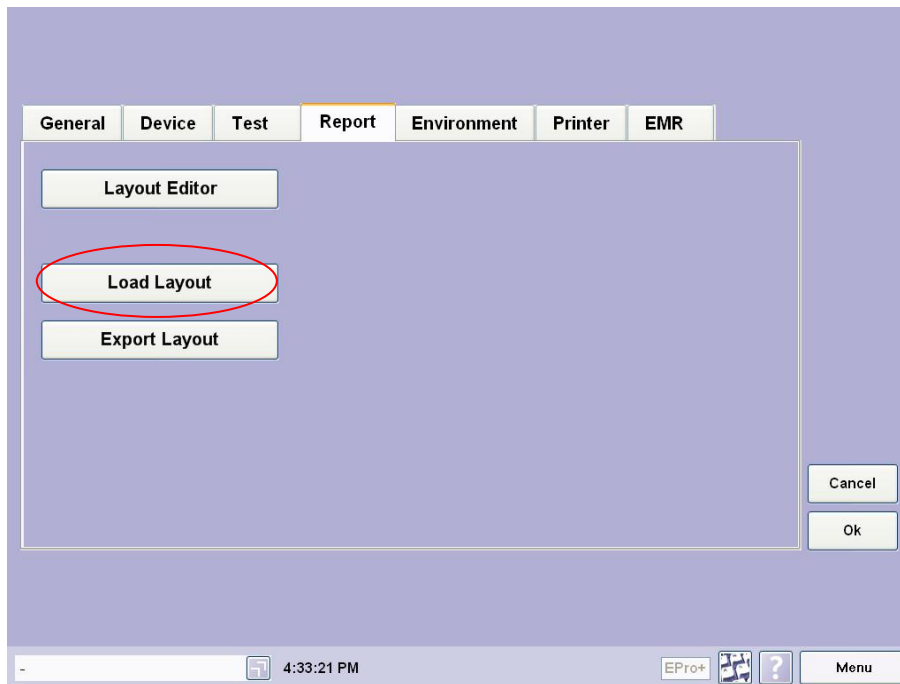 General Device Test Report Environment Printer EMR
Layout Editor
Load Layout
Export Layout
Cancel
Ok
- 4:33:21 PM EPro+ ? Menu